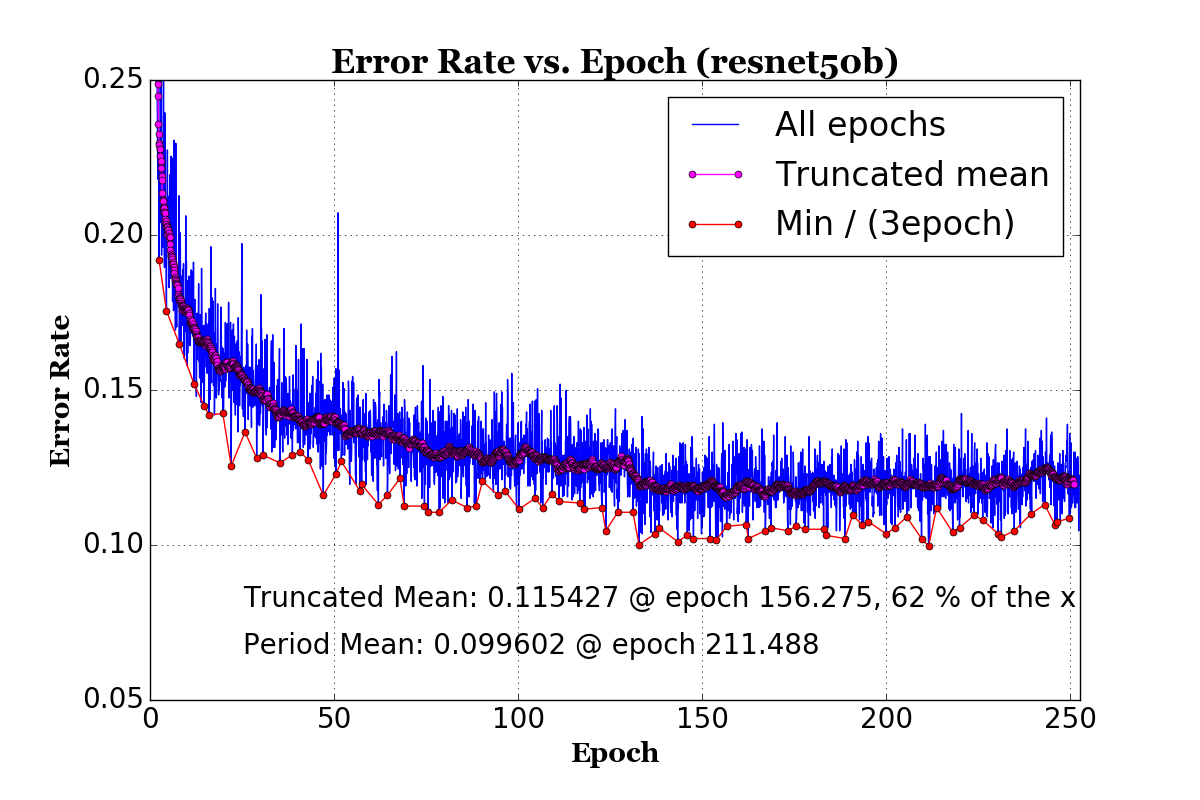 Error Rate vs. Epoch (resnet50b)
0.25
0.20
0.15
0.10
0.05
Error Rate
All epochs
Truncated mean
Min / (3epoch)
Truncated Mean: 0.115427 @ epoch 156.275, 62 % of the x
Period Mean: 0.099602 @ epoch 211.488
0 50 100 150 200 250
Epoch